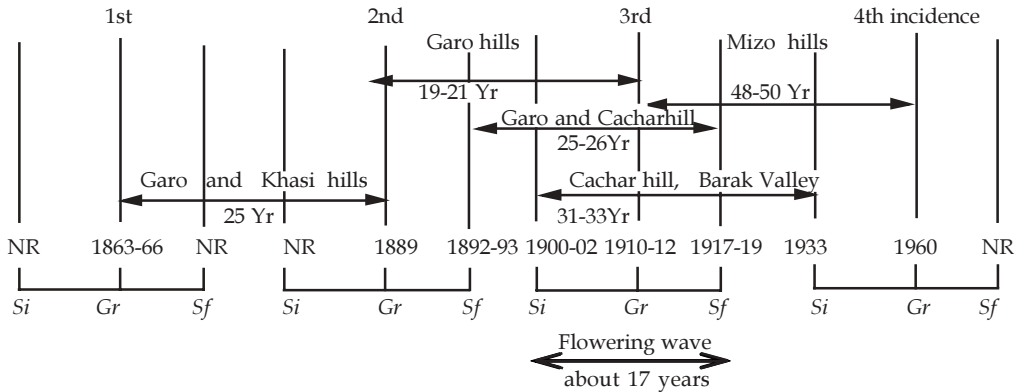 1st 2nd 3rd 4th incidence
Garo hills Mizo hills
19-21 Yr 48-50 Yr
Garo and Cacharhill
25-26Yr
Garo and Khasi hills Cachar hill, Barak Valley
25 Yr 31-33Yr
NR 1863-66 NR NR 1889 1892-93 1900-02 1910-12 1917-19 1933 1960 NR
Si Gr Sf Si Gr Sf Si Gr Sf Si Gr Sf
Flowering wave
about 17 years